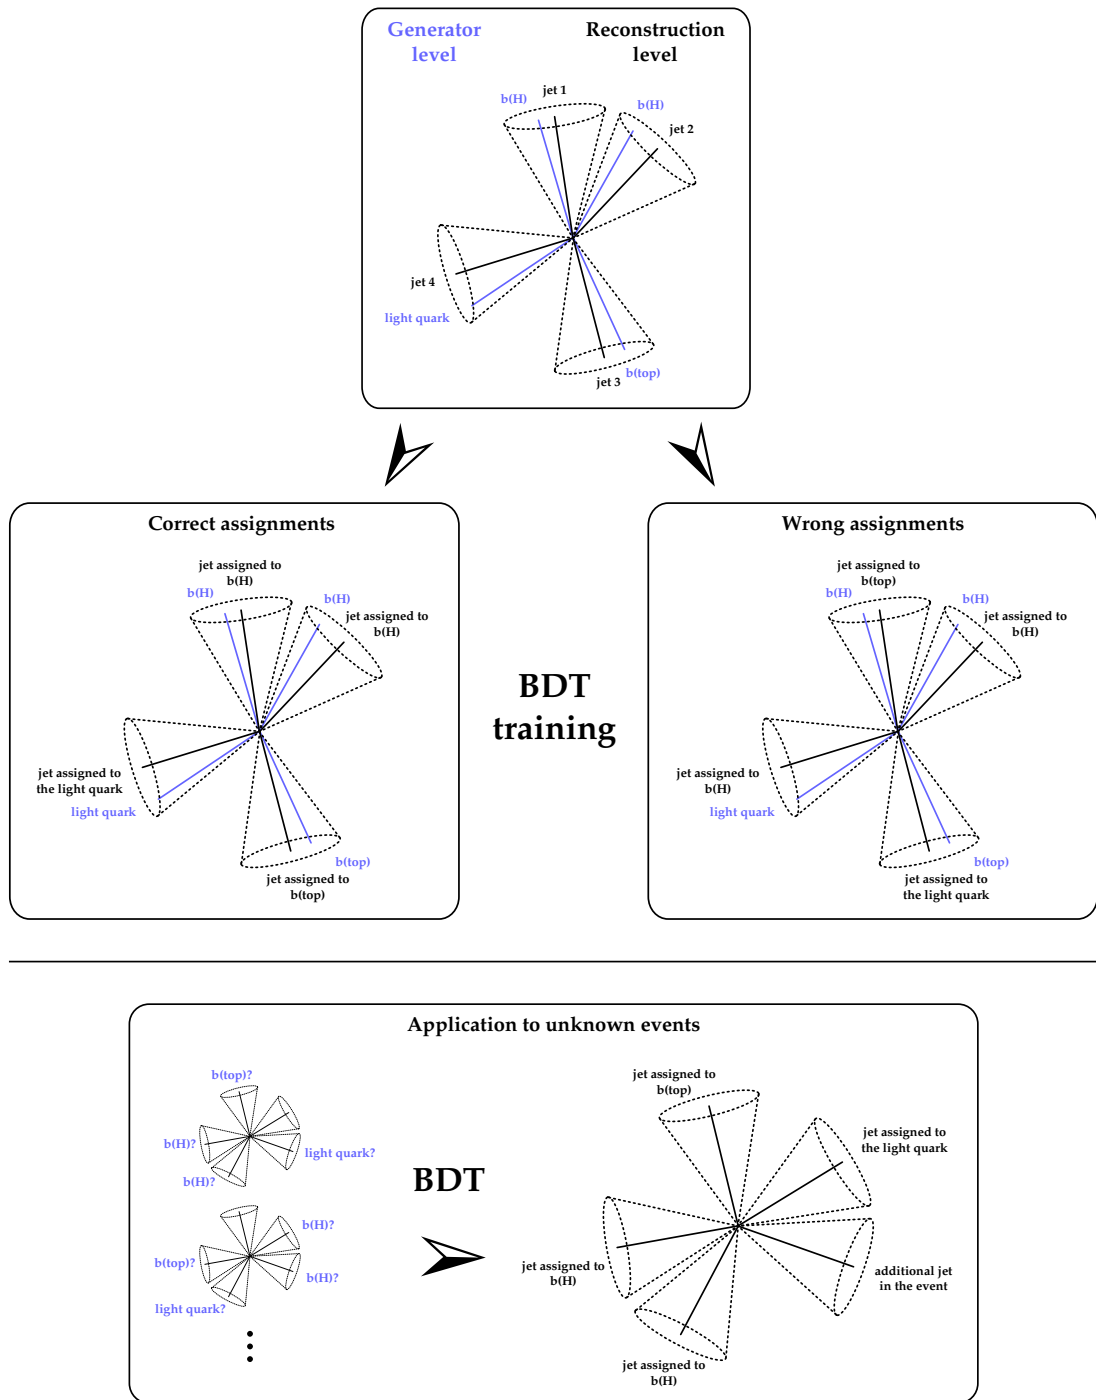 Generator
level
Reconstruction
level
b(H)
jet 1
b(H)
jet 2
jet 4
light quark
jet 3
b(top)
Correct assignments
jet assigned to
b(H)
b(H)
b(H)
jet assigned to
b(H)
jet assigned to
the light quark
light quark
b(top)
jet assigned to
b(top)
BDT
training
Wrong assignments
jet assigned to
b(top)
b(H)
b(H)
jet assigned to
b(H)
jet assigned to
b(H)
light quark
b(top)
jet assigned to
the light quark
Application to unknown events
b(top)?
b(H)?
light quark?
b(H)?
b(H)?
b(top)?
b(H)?
light quark?
BDT
jet assigned to
b(top)
jet assigned to
the light quark
jet assigned to
b(H)
additional jet
in the event
jet assigned to
b(H)